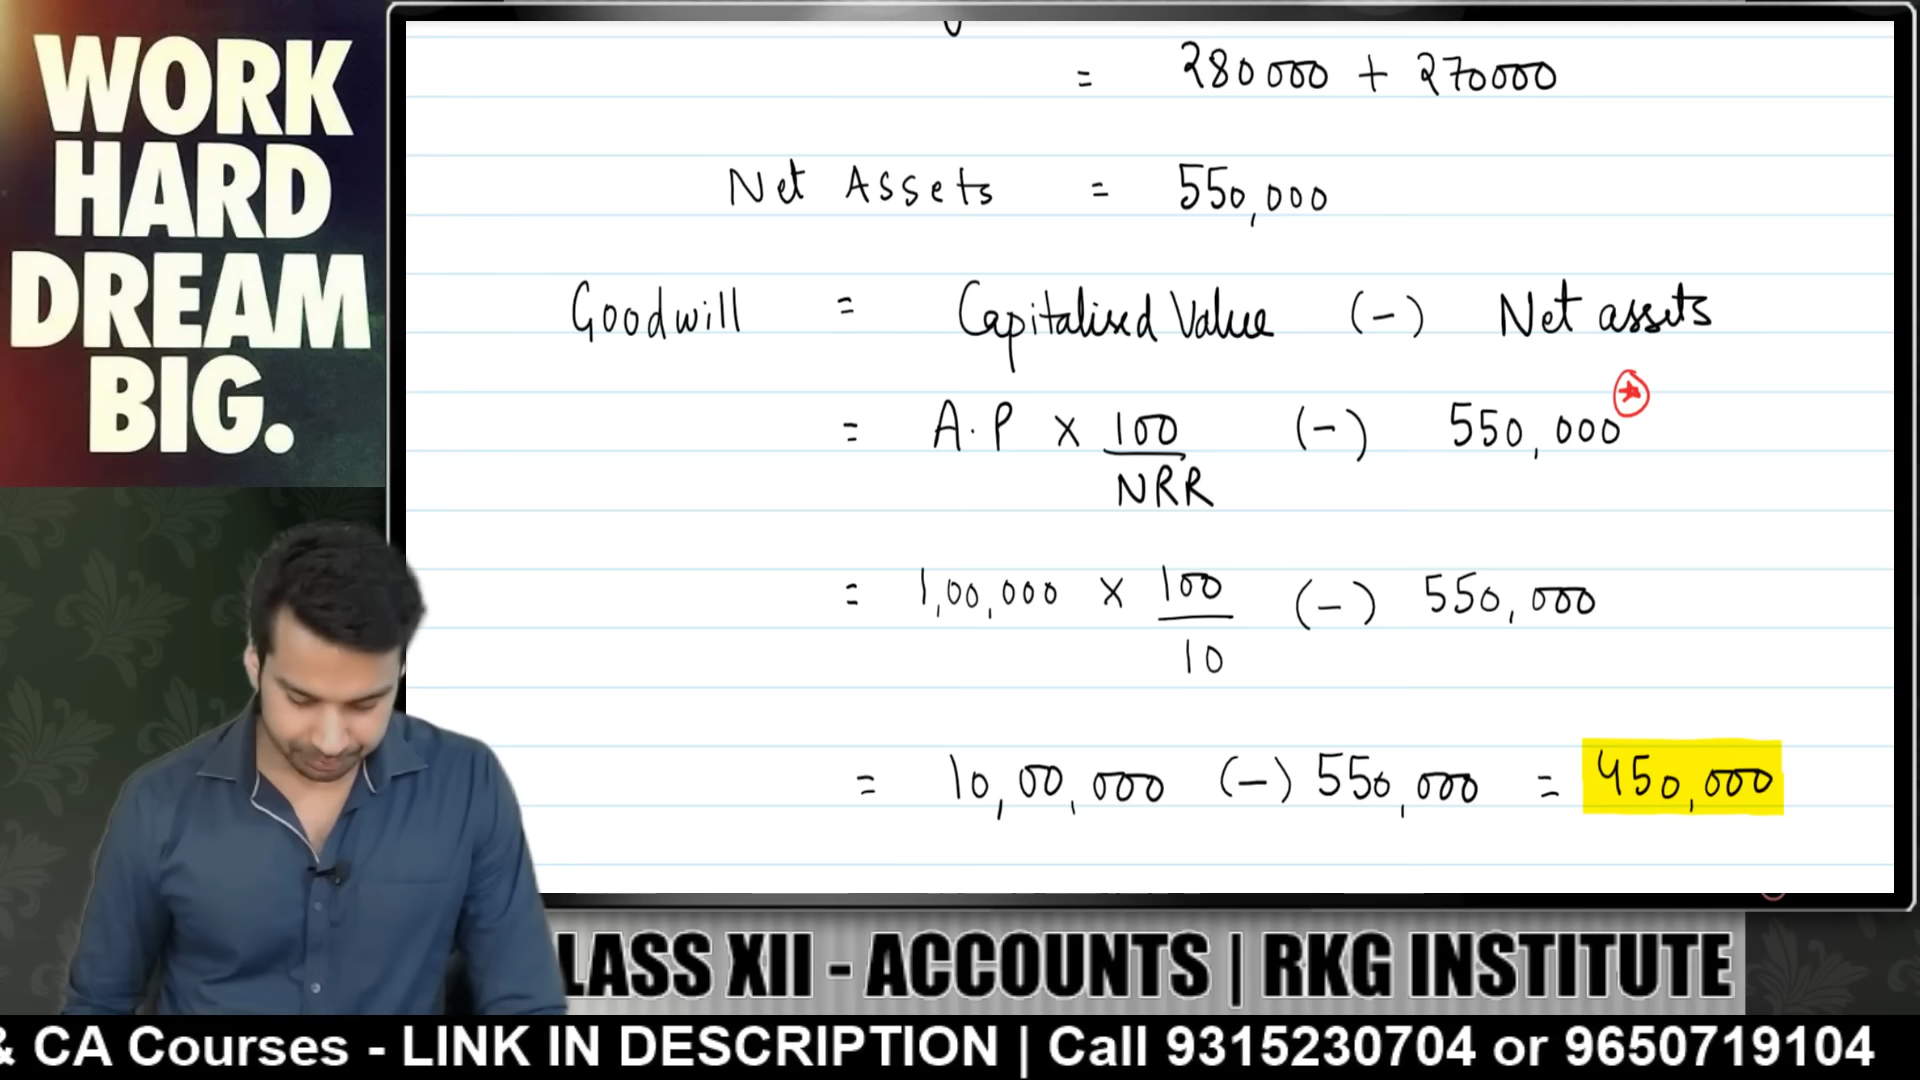 WORK
HARD
DREAM
BIG.
= 280000 + 270000
Net Assets = 550,000
Goodwill = Capitalised Value (-) Net assets
= A.P × 100/NRR (-) 550,000
= 1,00,000 × 100/10 (-) 550,000
= 10,00,000 (-) 550,000 = 450,000
LASS XII - ACCOUNTS | RKG INSTITUTE
& CA Courses - LINK IN DESCRIPTION | Call 9315230704 or 9650719104